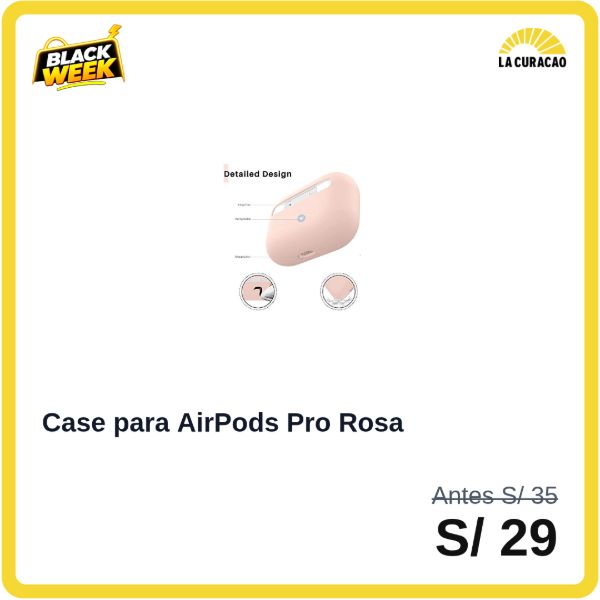 BLACK
WEEK
LA CURACAO
Detailed Design
Case para AirPods Pro Rosa
Antes S/ 35
S/ 29